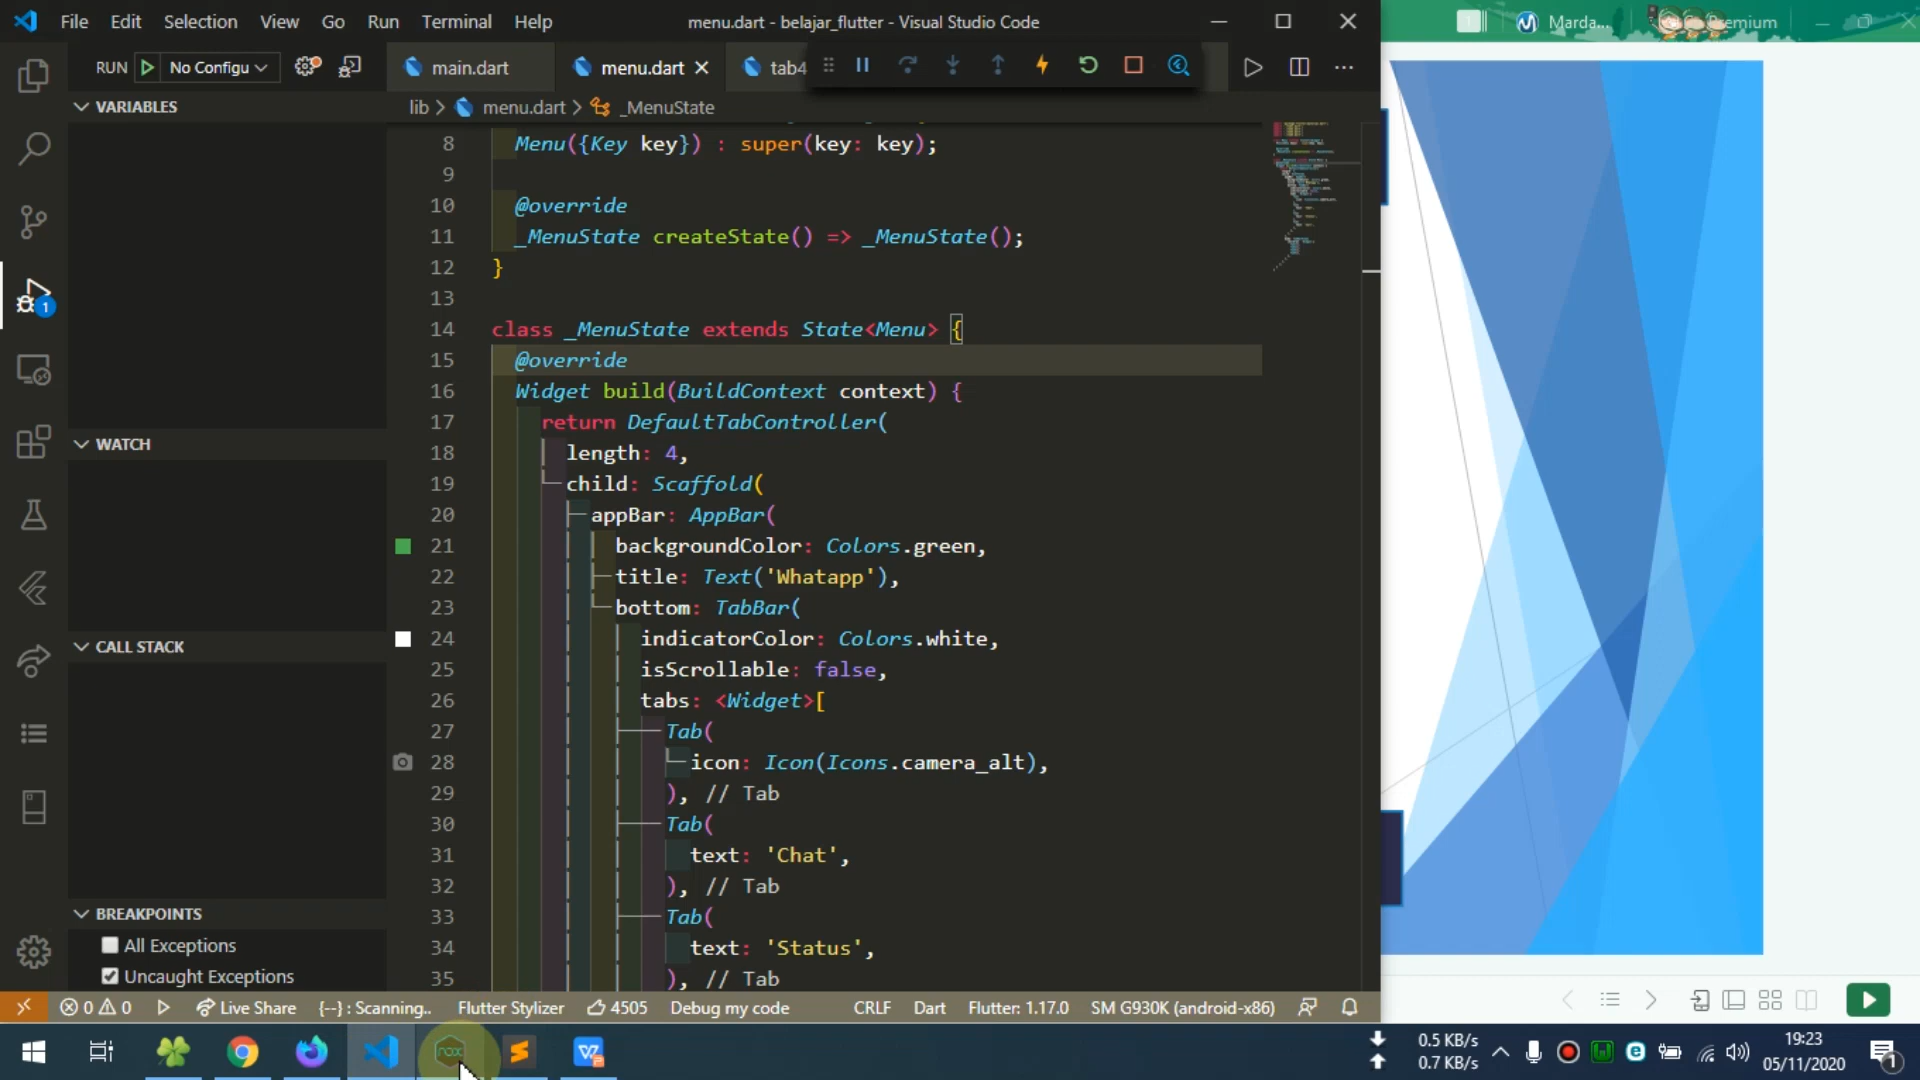 File Edit Selection View Go Run Terminal Help
menu.dart - belajar_flutter - Visual Studio Code
Marda...
Premium
RUN
No Configu
main.dart
menu.dart
tab4
VARIABLES
lib > menu.dart > _MenuState
8 Menu({Key key}) : super(key: key);
9
10 @override
11 _MenuState createState() => _MenuState();
12 }
13
14 class _MenuState extends State<Menu> {
15 @override
16 Widget build(BuildContext context) {
17 return DefaultTabController(
18 length: 4,
19 child: Scaffold(
20 appBar: AppBar(
21 backgroundColor: Colors.green,
22 title: Text('Whatapp'),
23 bottom: TabBar(
24 indicatorColor: Colors.white,
25 isScrollable: false,
26 tabs: <Widget>[
27 Tab(
28 icon: Icon(Icons.camera_alt),
29 ), // Tab
30 Tab(
31 text: 'Chat',
32 ), // Tab
33 Tab(
34 text: 'Status',
35 ), // Tab
1
WATCH
CALL STACK
BREAKPOINTS
All Exceptions
Uncaught Exceptions
0 0
Live Share
{--} : Scanning..
Flutter Stylizer
4505
Debug my code
CRLF
Dart
Flutter: 1.17.0
SM G930K (android-x86)
nox
0.5 KB/s
0.7 KB/s
19:23
05/11/2020
1